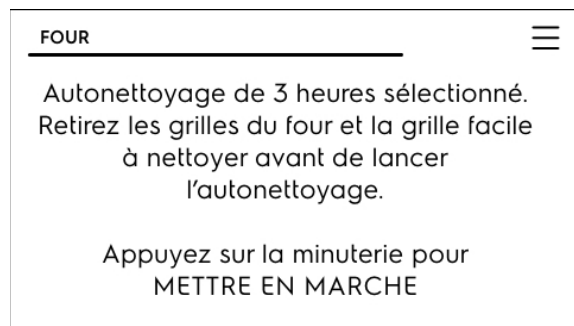 FOUR
Autonettoyage de 3 heures sélectionné.
Retirez les grilles du four et la grille facile
à nettoyer avant de lancer
l'autonettoyage.
Appuyez sur la minuterie pour
METTRE EN MARCHE